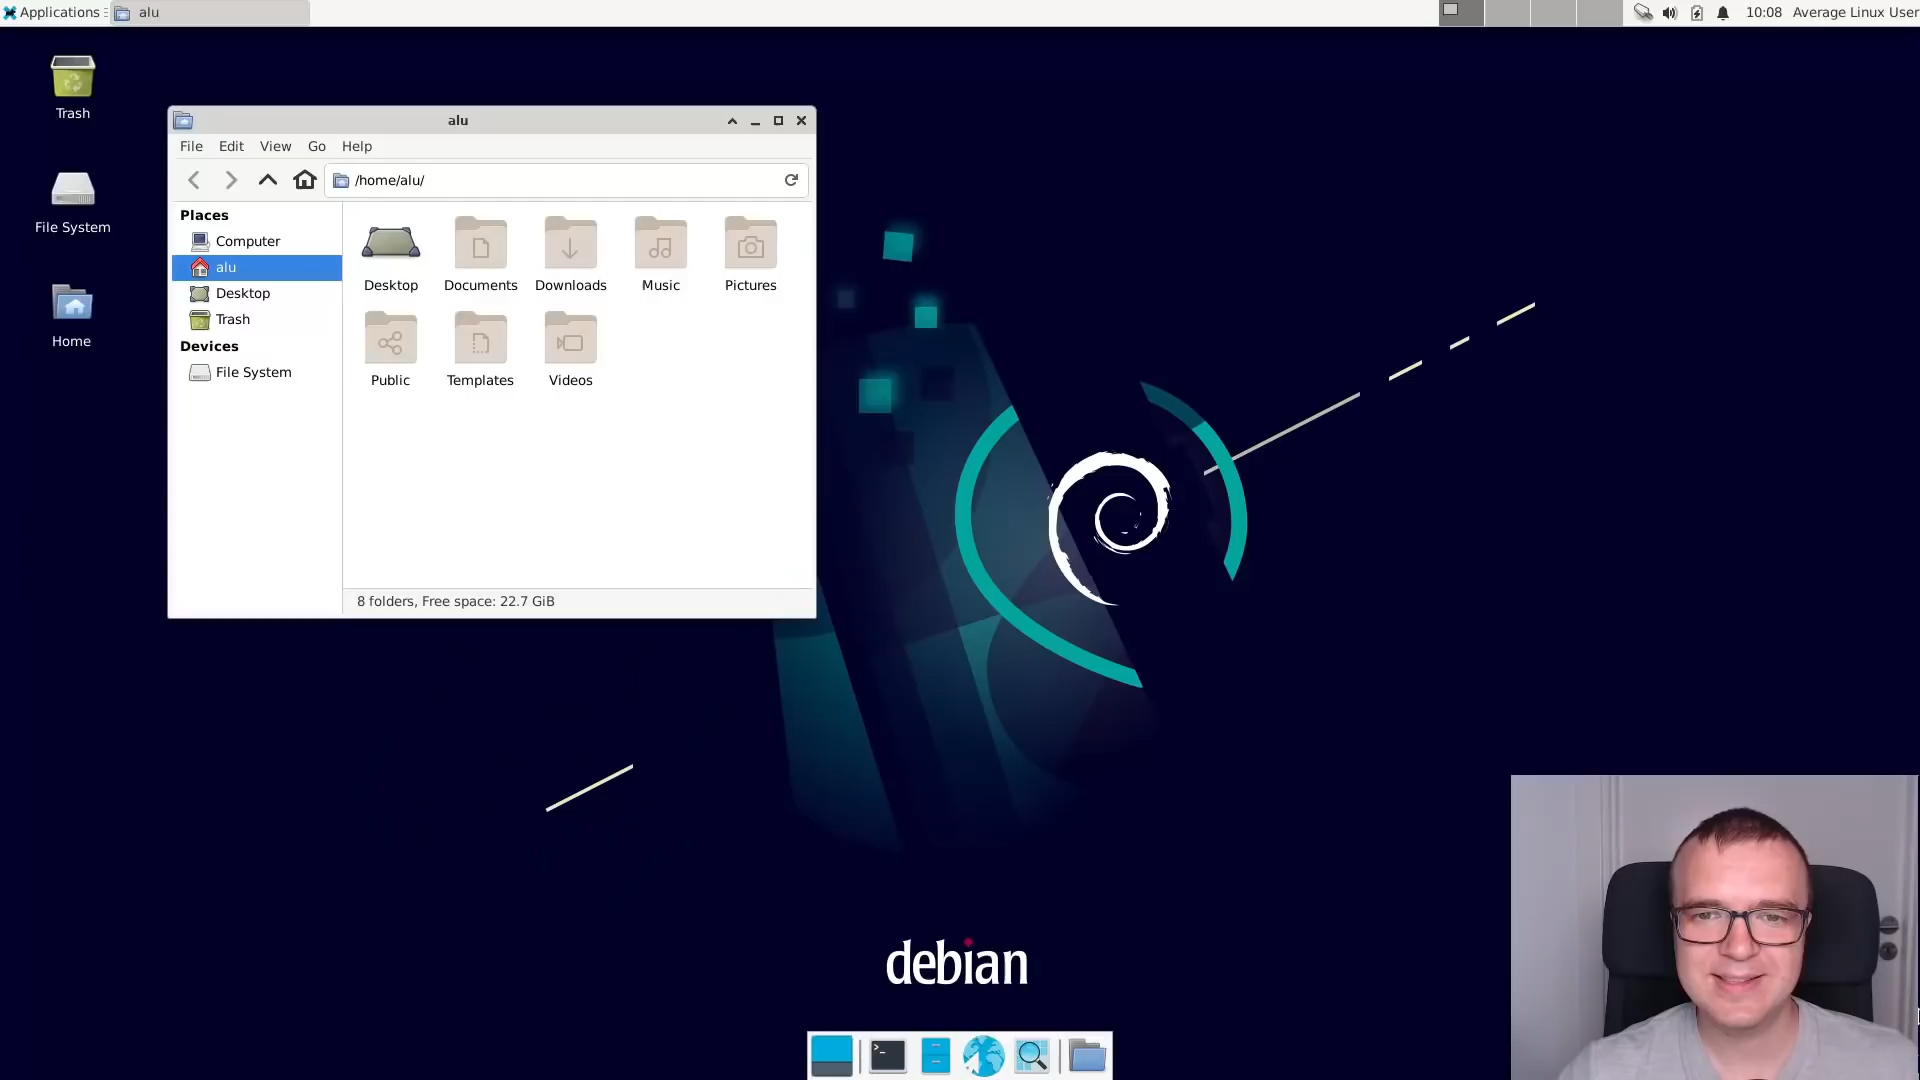 Applications
alu
10:08
Average Linux User
Trash
File System
Home
alu
File Edit View Go Help
/home/alu/
Places
Computer
alu
Desktop
Trash
Devices
File System
Desktop
Documents
Downloads
Music
Pictures
Public
Templates
Videos
8 folders, Free space: 22.7 GiB
debian